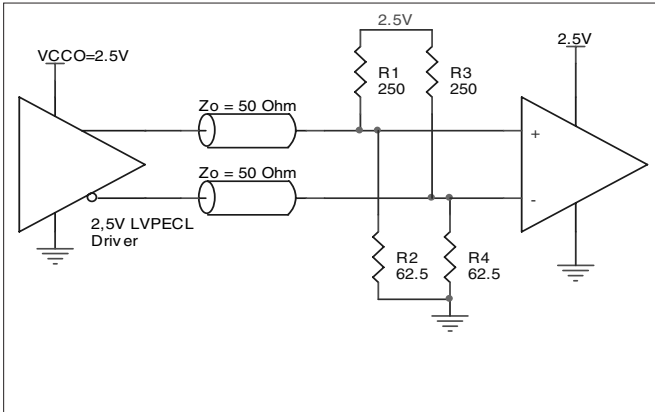 2.5V
VCCO=2.5V
2.5V
R1
250
R3
250
Zo = 50 Ohm
+
Zo = 50 Ohm
-
2,5V LVPECL
Driver
R2
62.5
R4
62.5